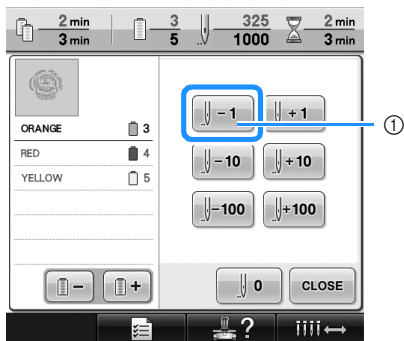 2 min 3 325 2 min
3 min 5 1000 3 min
-1 +1 ①
ORANGE 3
RED 4
-10 +10
YELLOW 5
-100 +100
- + 0 CLOSE
?